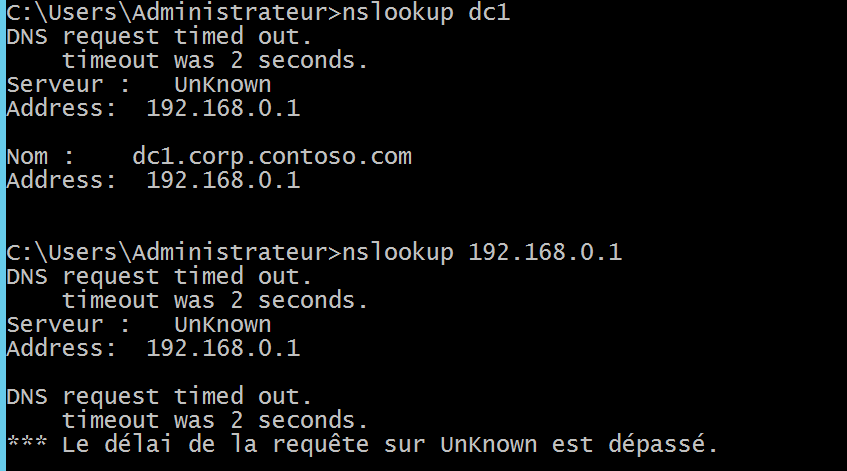 C:\Users\Administrateur>nslookup dc1
DNS request timed out.
    timeout was 2 seconds.
Serveur :   UnKnown
Address:  192.168.0.1

Nom :    dc1.corp.contoso.com
Address:  192.168.0.1

C:\Users\Administrateur>nslookup 192.168.0.1
DNS request timed out.
    timeout was 2 seconds.
Serveur :   UnKnown
Address:  192.168.0.1

DNS request timed out.
    timeout was 2 seconds.
*** Le délai de la requête sur UnKnown est dépassé.